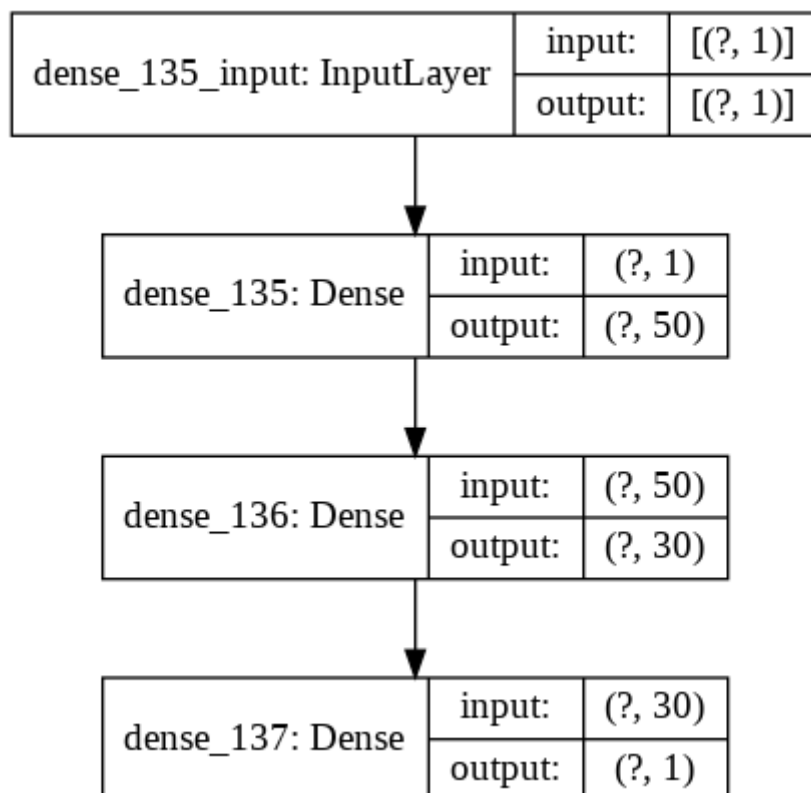 dense_135_input: InputLayer input: [(?, 1)]
output: [(?, 1)]
dense_135: Dense input: (?, 1)
output: (?, 50)
dense_136: Dense input: (?, 50)
output: (?, 30)
dense_137: Dense input: (?, 30)
output: (?, 1)